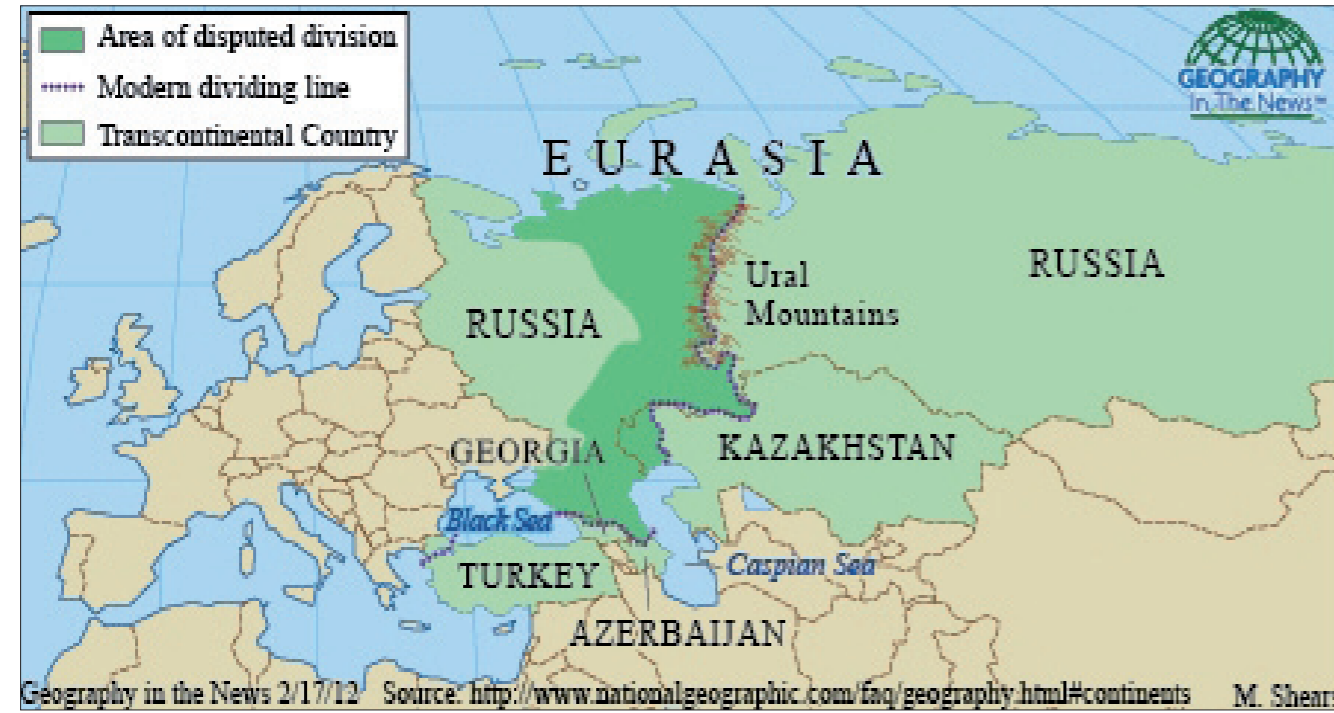 Area of disputed division
Modern dividing line
Transcontinental Country
GEOGRAPHY
In The News™
EURASIA
RUSSIA
Ural
Mountains
RUSSIA
GEORGIA
KAZAKHSTAN
Black Sea
Caspian Sea
TURKEY
AZERBAIJAN
Geography in the News 2/17/12 Source: http://www.nationalgeographic.com/faq/geography.html#continents M. Shears